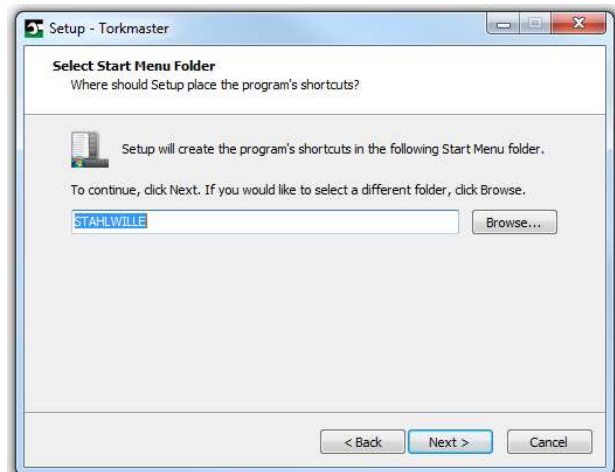 Setup - Torkmaster
Select Start Menu Folder
Where should Setup place the program's shortcuts?
Setup will create the program's shortcuts in the following Start Menu folder.
To continue, click Next. If you would like to select a different folder, click Browse.
STAHLWILLE
Browse...
< Back
Next >
Cancel